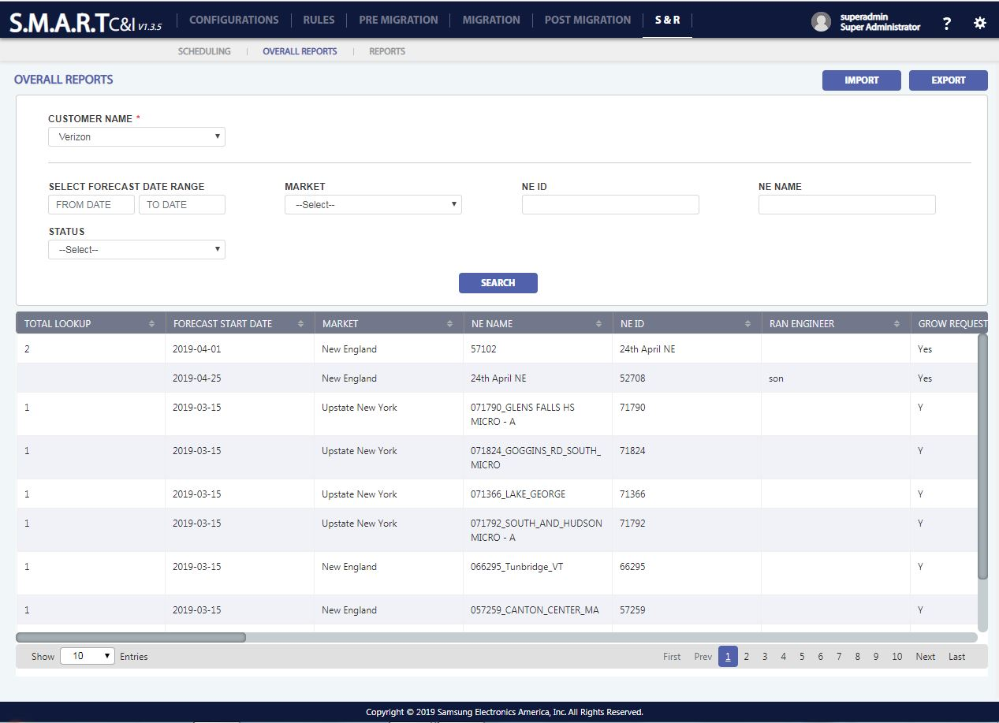 S.M.A.R.T C&I V1.3.5
CONFIGURATIONS RULES PRE MIGRATION MIGRATION POST MIGRATION S & R
superadmin
Super Administrator
?
SCHEDULING OVERALL REPORTS REPORTS
OVERALL REPORTS
IMPORT EXPORT
CUSTOMER NAME *
Verizon
SELECT FORECAST DATE RANGE MARKET NE ID NE NAME
FROM DATE TO DATE --Select--
STATUS
--Select--
SEARCH
TOTAL LOOKUP FORECAST START DATE MARKET NE NAME NE ID RAN ENGINEER GROW REQUEST
2 2019-04-01 New England 57102 24th April NE Yes
2019-04-25 New England 24th April NE 52708 son Yes
1 2019-03-15 Upstate New York 071790_GLENS FALLS HS 71790 Y
MICRO - A
1 2019-03-15 Upstate New York 071824_GOGGINS_RD_SOUTH_ 71824 Y
MICRO
1 2019-03-15 Upstate New York 071366_LAKE_GEORGE 71366 Y
1 2019-03-15 Upstate New York 071792_SOUTH_AND_HUDSON 71792 Y
MICRO - A
1 2019-03-15 New England 066295_Tunbridge_VT 66295 Y
1 2019-03-15 New England 057259_CANTON_CENTER_MA 57259 Y
Show 10 Entries First Prev 1 2 3 4 5 6 7 8 9 10 Next Last
Copyright © 2019 Samsung Electronics America, Inc. All Rights Reserved.